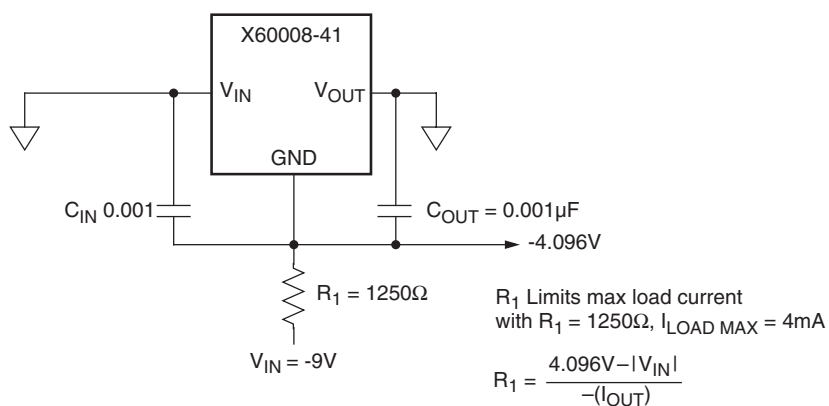 X60008-41
VIN VOUT
GND
CIN 0.001
COUT = 0.001µF
-4.096V
R1 = 1250Ω
VIN = -9V
R1 Limits max load current
with R1 = 1250Ω, ILOAD MAX = 4mA
R1 = 4.096V–|VIN|
–(IOUT)